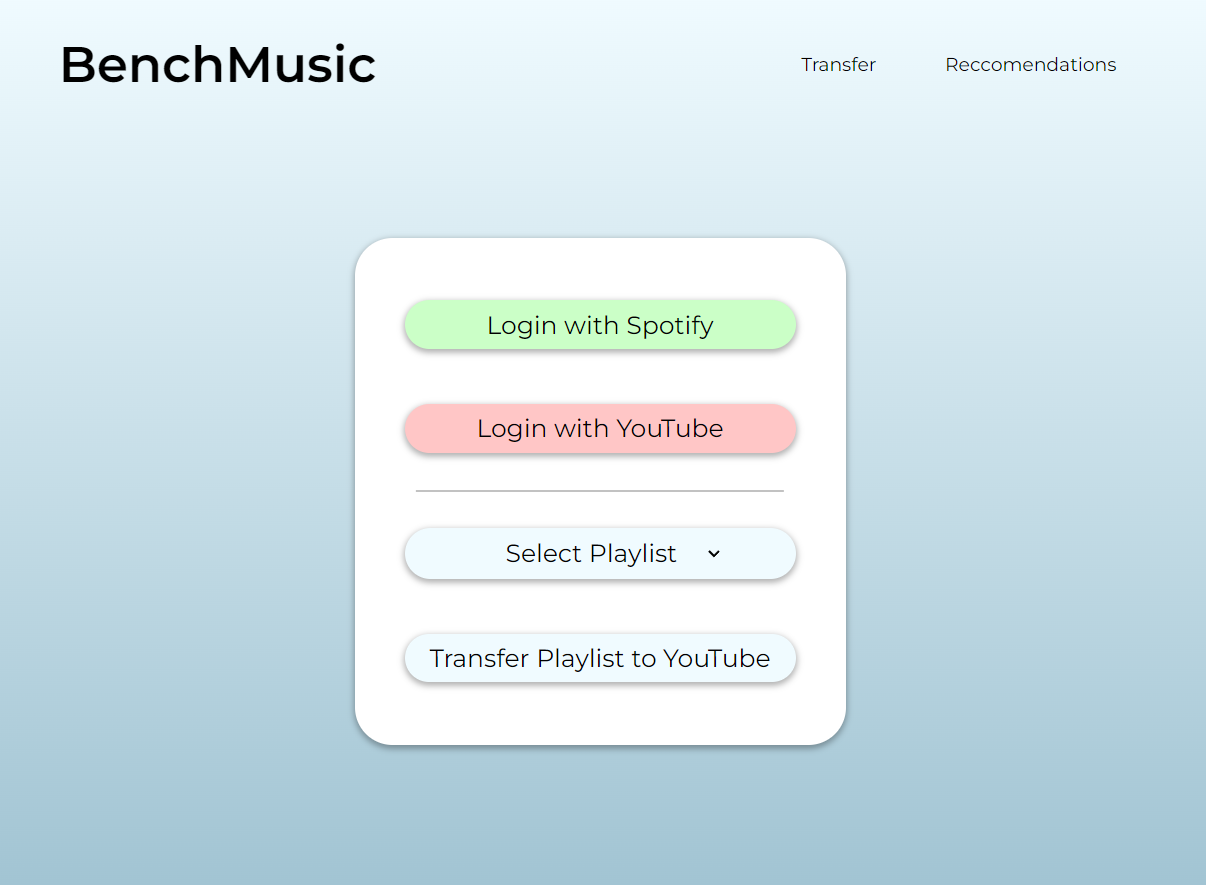 BenchMusic
Transfer
Reccomendations
Login with Spotify
Login with YouTube
Select Playlist
Transfer Playlist to YouTube